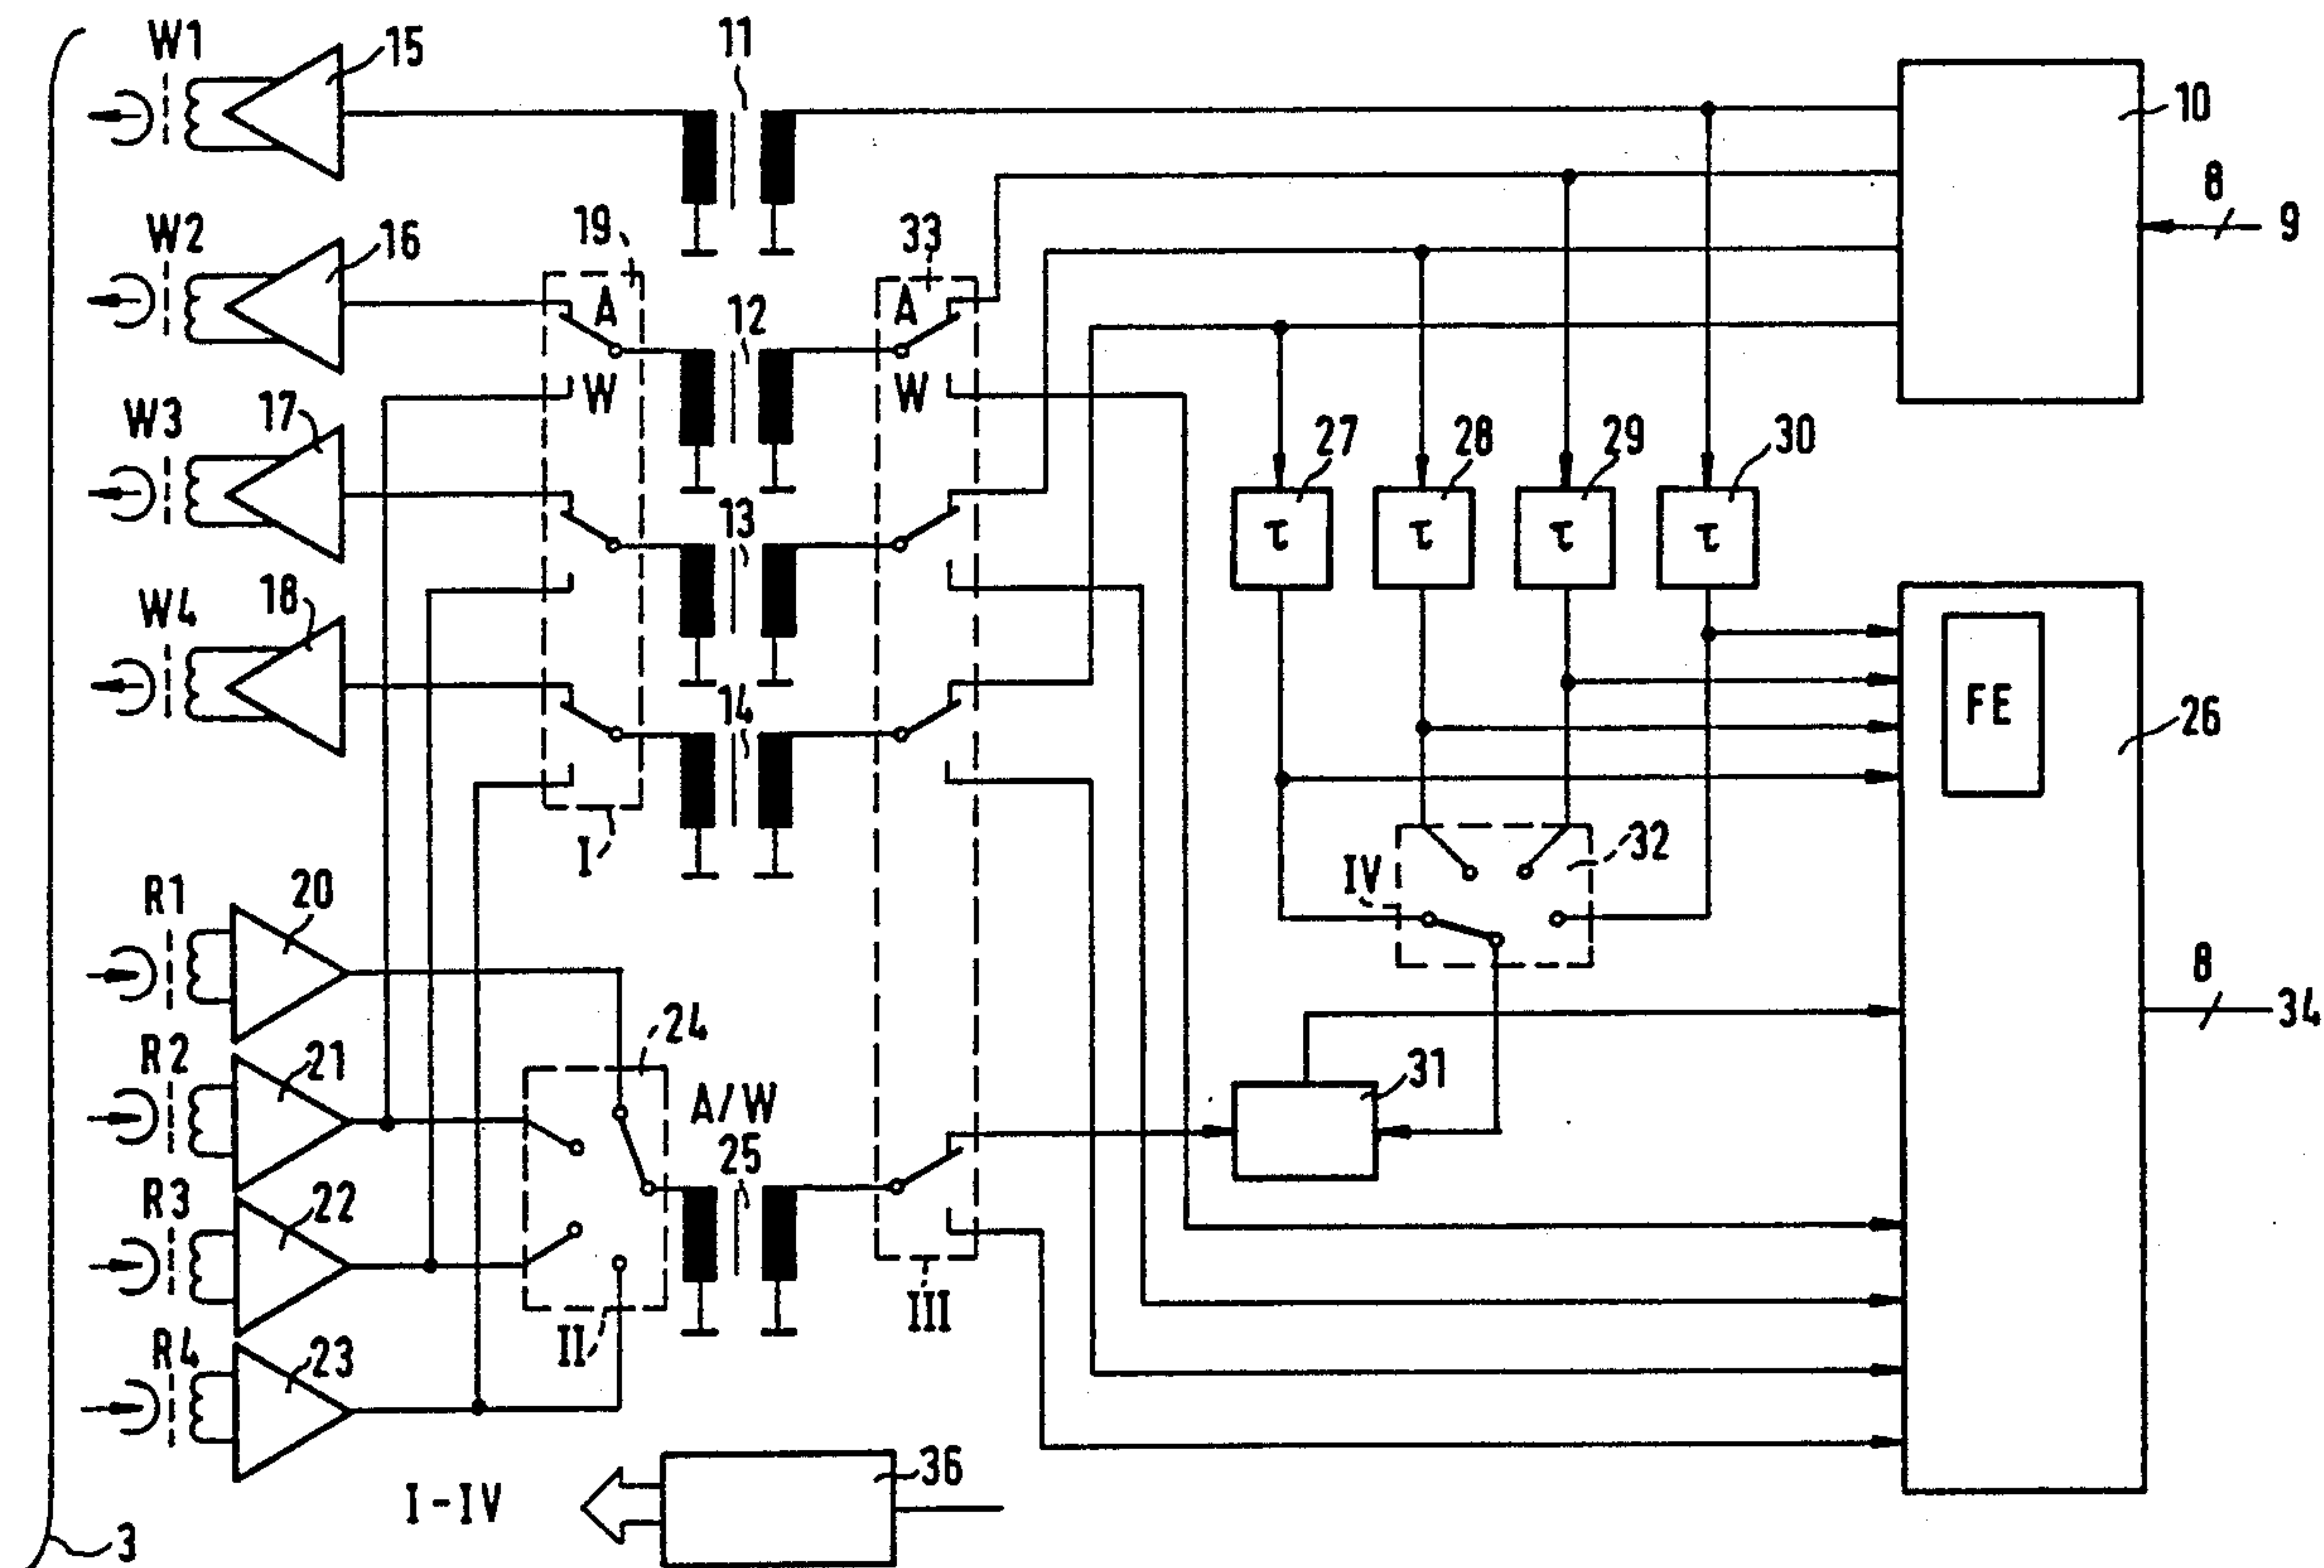 W1
15
11
10
8
9
W2
16
19
33
A
A
12
W
W
W3
17
27
28
29
30
13
τ
τ
τ
τ
W4
18
14
FE
26
I
32
IV
R1
20
8
34
24
R2
21
A/W
25
31
R3
22
II
III
R4
23
36
I-IV
3